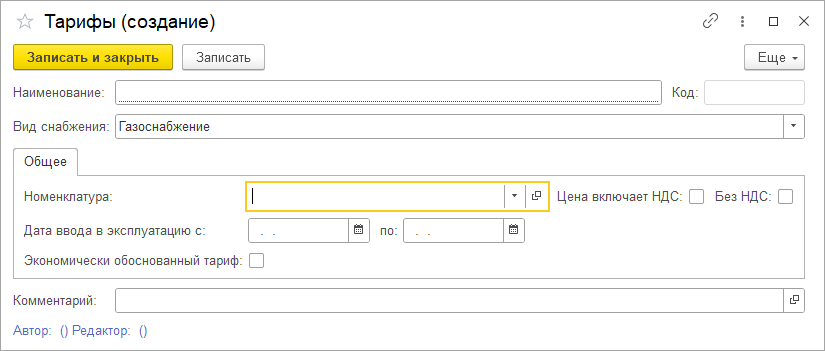 Тарифы (создание)
Записать и закрыть Записать Еще
Наименование: Код:
Вид снабжения: Газоснабжение
Общее
Номенклатура: Цена включает НДС: Без НДС:
Дата ввода в эксплуатацию с: . . по: . .
Экономически обоснованный тариф:
Комментарий:
Автор: () Редактор: ()